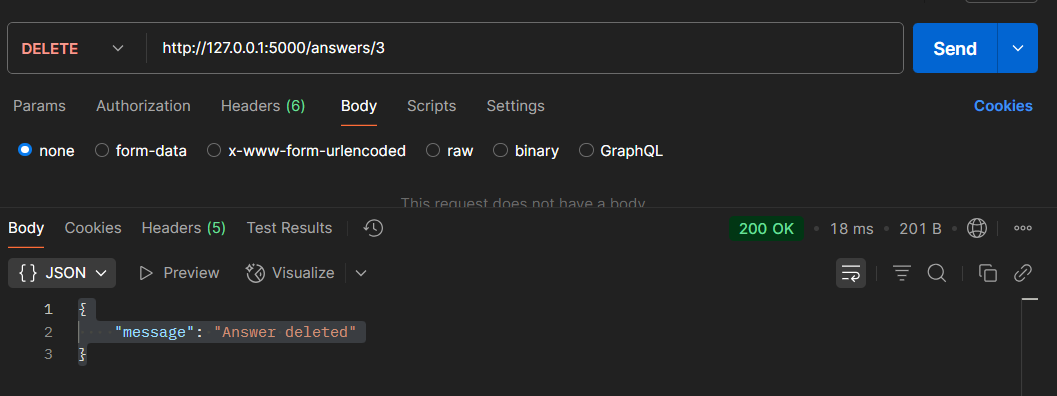 DELETE http://127.0.0.1:5000/answers/3 Send
Params Authorization Headers (6) Body Scripts Settings Cookies
none form-data x-www-form-urlencoded raw binary GraphQL
This request does not have a body
Body Cookies Headers (5) Test Results 200 OK • 18 ms • 201 B •
{ } JSON Preview Visualize
1 {
2 "message": "Answer deleted"
3 }